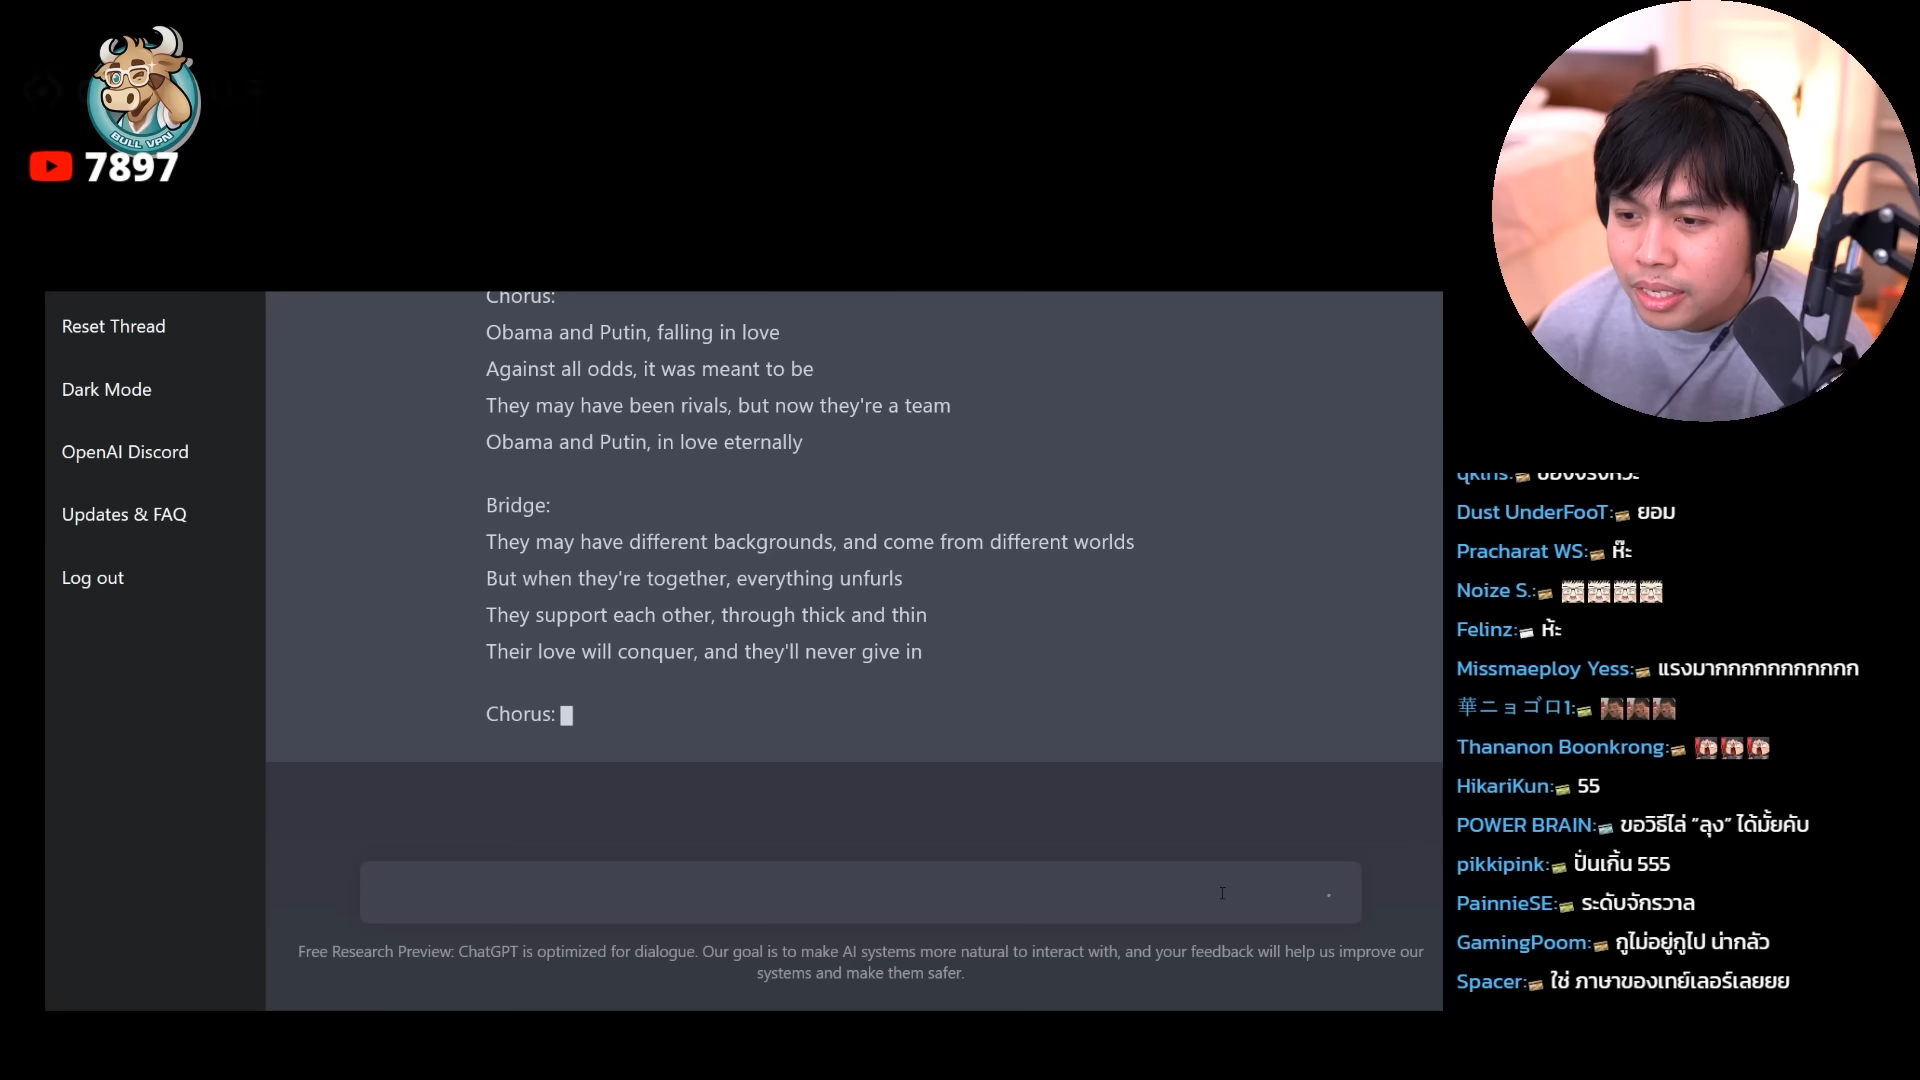 BULL VPN
7897
Reset Thread
Dark Mode
OpenAI Discord
Updates & FAQ
Log out
Chorus:
Obama and Putin, falling in love
Against all odds, it was meant to be
They may have been rivals, but now they're a team
Obama and Putin, in love eternally
Bridge:
They may have different backgrounds, and come from different worlds
But when they're together, everything unfurls
They support each other, through thick and thin
Their love will conquer, and they'll never give in
Chorus:
Free Research Preview: ChatGPT is optimized for dialogue. Our goal is to make AI systems more natural to interact with, and your feedback will help us improve our
systems and make them safer.
Dust UnderFooT: ยอม
Pracharat WS: ห๊ะ
Noize S.:
Felinz: ห้ะ
Missmaeploy Yess: แรงมากกกกกกกกกกก
華ニョゴロ1:
Thananon Boonkrong:
HikariKun: 55
POWER BRAIN: ขอวิธีไล่ “ลุง” ได้มั้ยคับ
pikkipink: ปั่นเกิ้น 555
PainnieSE: ระดับจักรวาล
GamingPoom: กูไม่อยู่กูไป น่ากลัว
Spacer: ใช่ ภาษาของเทย์เลอร์เลยยย